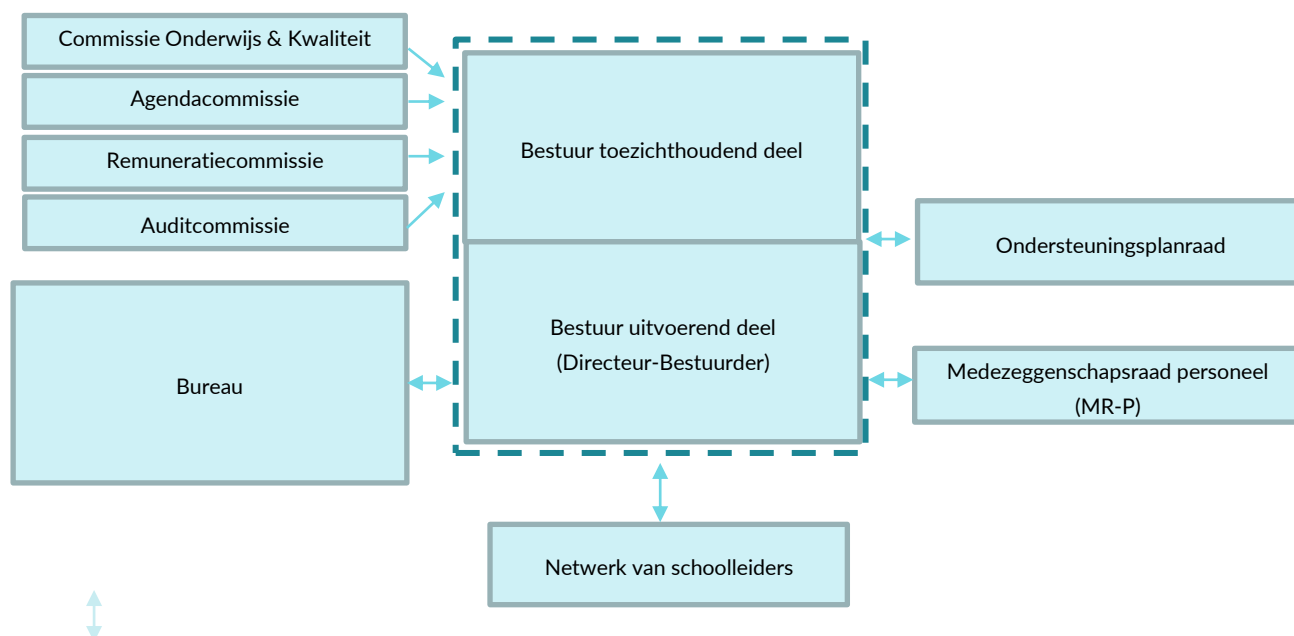 Commissie Onderwijs & Kwaliteit
Agendacommissie
Remuneratiecommissie
Auditcommissie
Bestuur toezichthoudend deel
Ondersteuningsplanraad
Bestuur uitvoerend deel
(Directeur-Bestuurder)
Bureau
Medezeggenschapsraad personeel
(MR-P)
Netwerk van schoolleiders